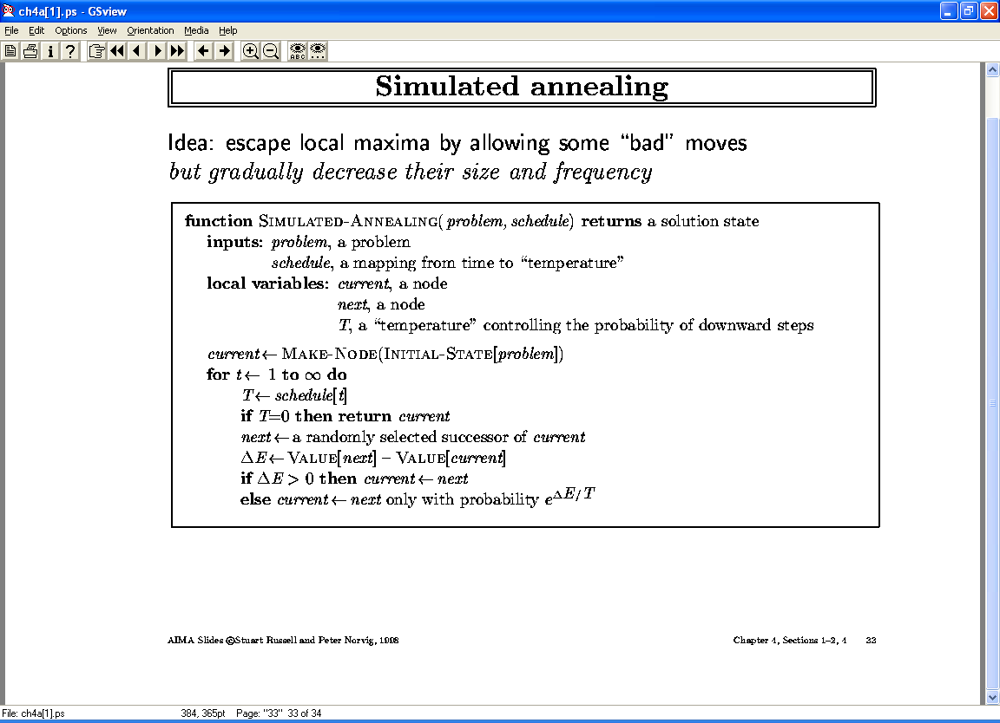 ch4a[1].ps - GSview
File Edit Options View Orientation Media Help
Simulated annealing
Idea: escape local maxima by allowing some “bad” moves
but gradually decrease their size and frequency
function SIMULATED-ANNEALING( problem, schedule) returns a solution state
inputs: problem, a problem
schedule, a mapping from time to “temperature”
local variables: current, a node
next, a node
T, a “temperature” controlling the probability of downward steps
current ← MAKE-NODE(INITIAL-STATE[problem])
for t ← 1 to ∞ do
T ← schedule[t]
if T=0 then return current
next ← a randomly selected successor of current
ΔE ← VALUE[next] – VALUE[current]
if ΔE > 0 then current ← next
else current ← next only with probability e^ΔE/T
AIMA Slides ©Stuart Russell and Peter Norvig, 1998 Chapter 4, Sections 1–2, 4 33
File: ch4a[1].ps 384, 365pt Page: "33" 33 of 34